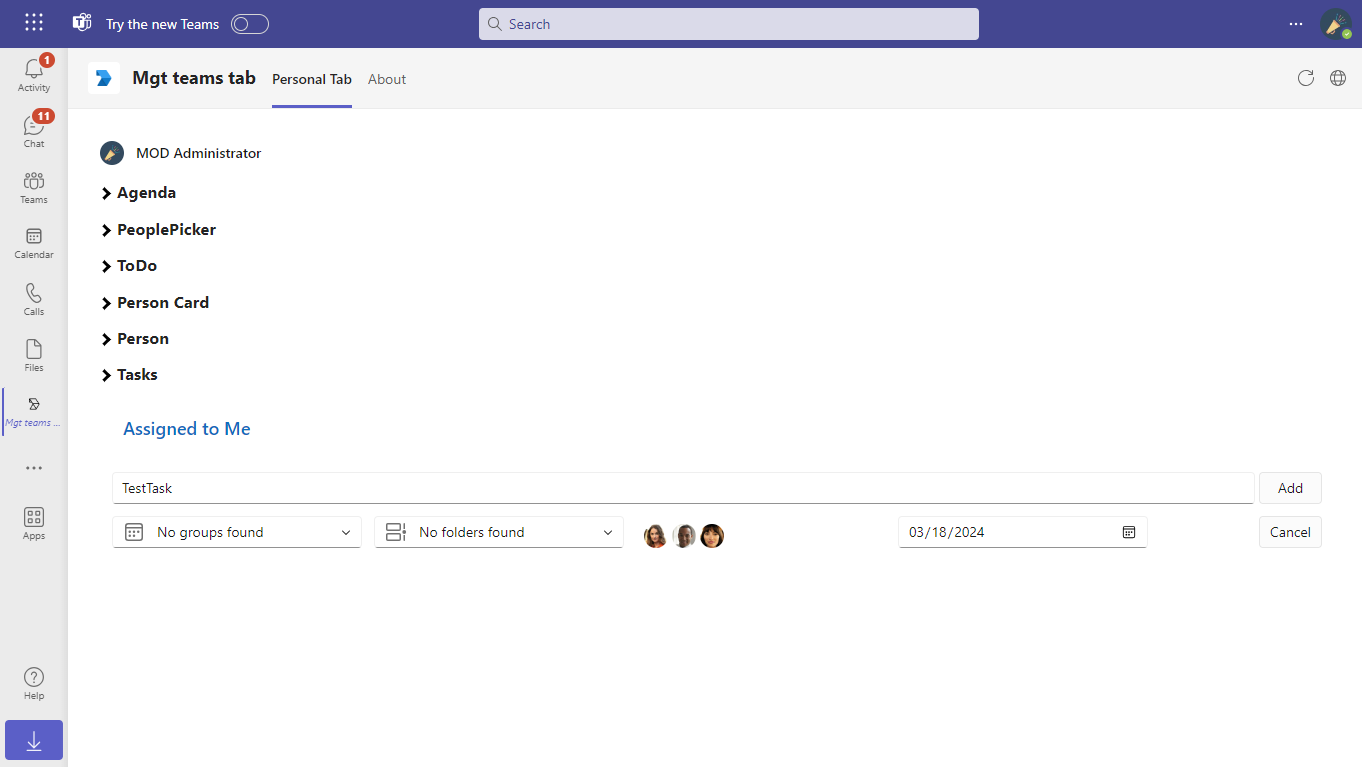 Try the new Teams
Search
1
Activity
11
Chat
Teams
Calendar
Calls
Files
Mgt teams ...
Apps
Help
Mgt teams tab
Personal Tab
About
MOD Administrator
Agenda
PeoplePicker
ToDo
Person Card
Person
Tasks
Assigned to Me
TestTask
Add
No groups found
No folders found
03/18/2024
Cancel